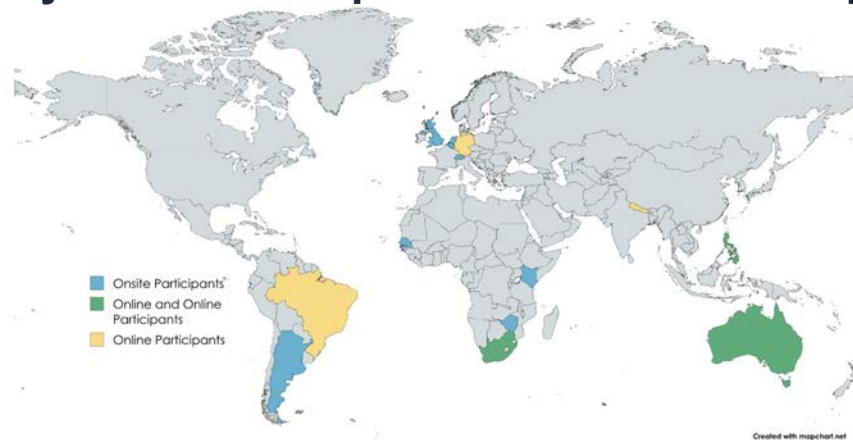 Onsite Participants
Online and Online
Participants
Online Participants
Created with mapchart.net